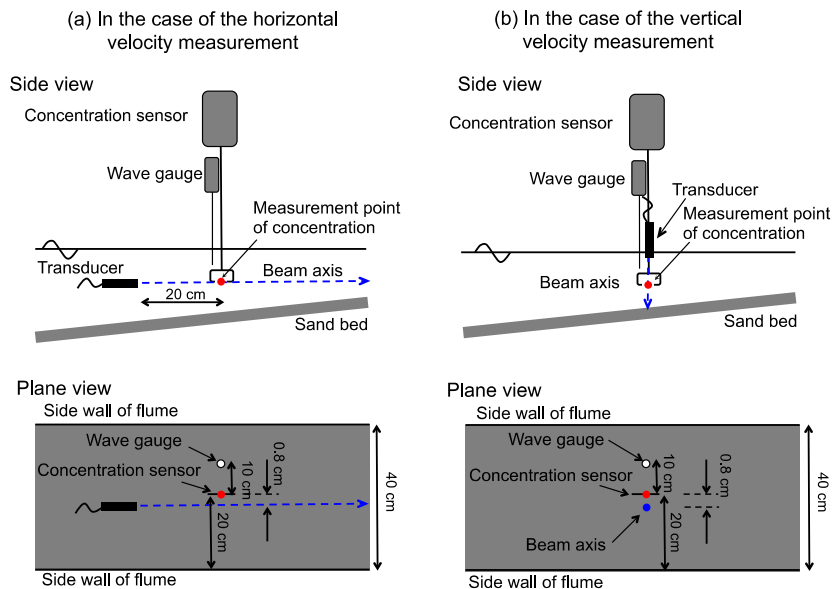 (a) In the case of the horizontal
velocity measurement
Side view
Concentration sensor
Wave gauge
Measurement point
of concentration
Transducer
Beam axis
20 cm
Sand bed
Plane view
Side wall of flume
Wave gauge
Concentration sensor
10 cm
0.8 cm
20 cm
40 cm
Side wall of flume
(b) In the case of the vertical
velocity measurement
Side view
Concentration sensor
Wave gauge
Transducer
Measurement point
of concentration
Beam axis
Sand bed
Plane view
Side wall of flume
Wave gauge
Concentration sensor
10 cm
0.8 cm
20 cm
40 cm
Beam axis
Side wall of flume